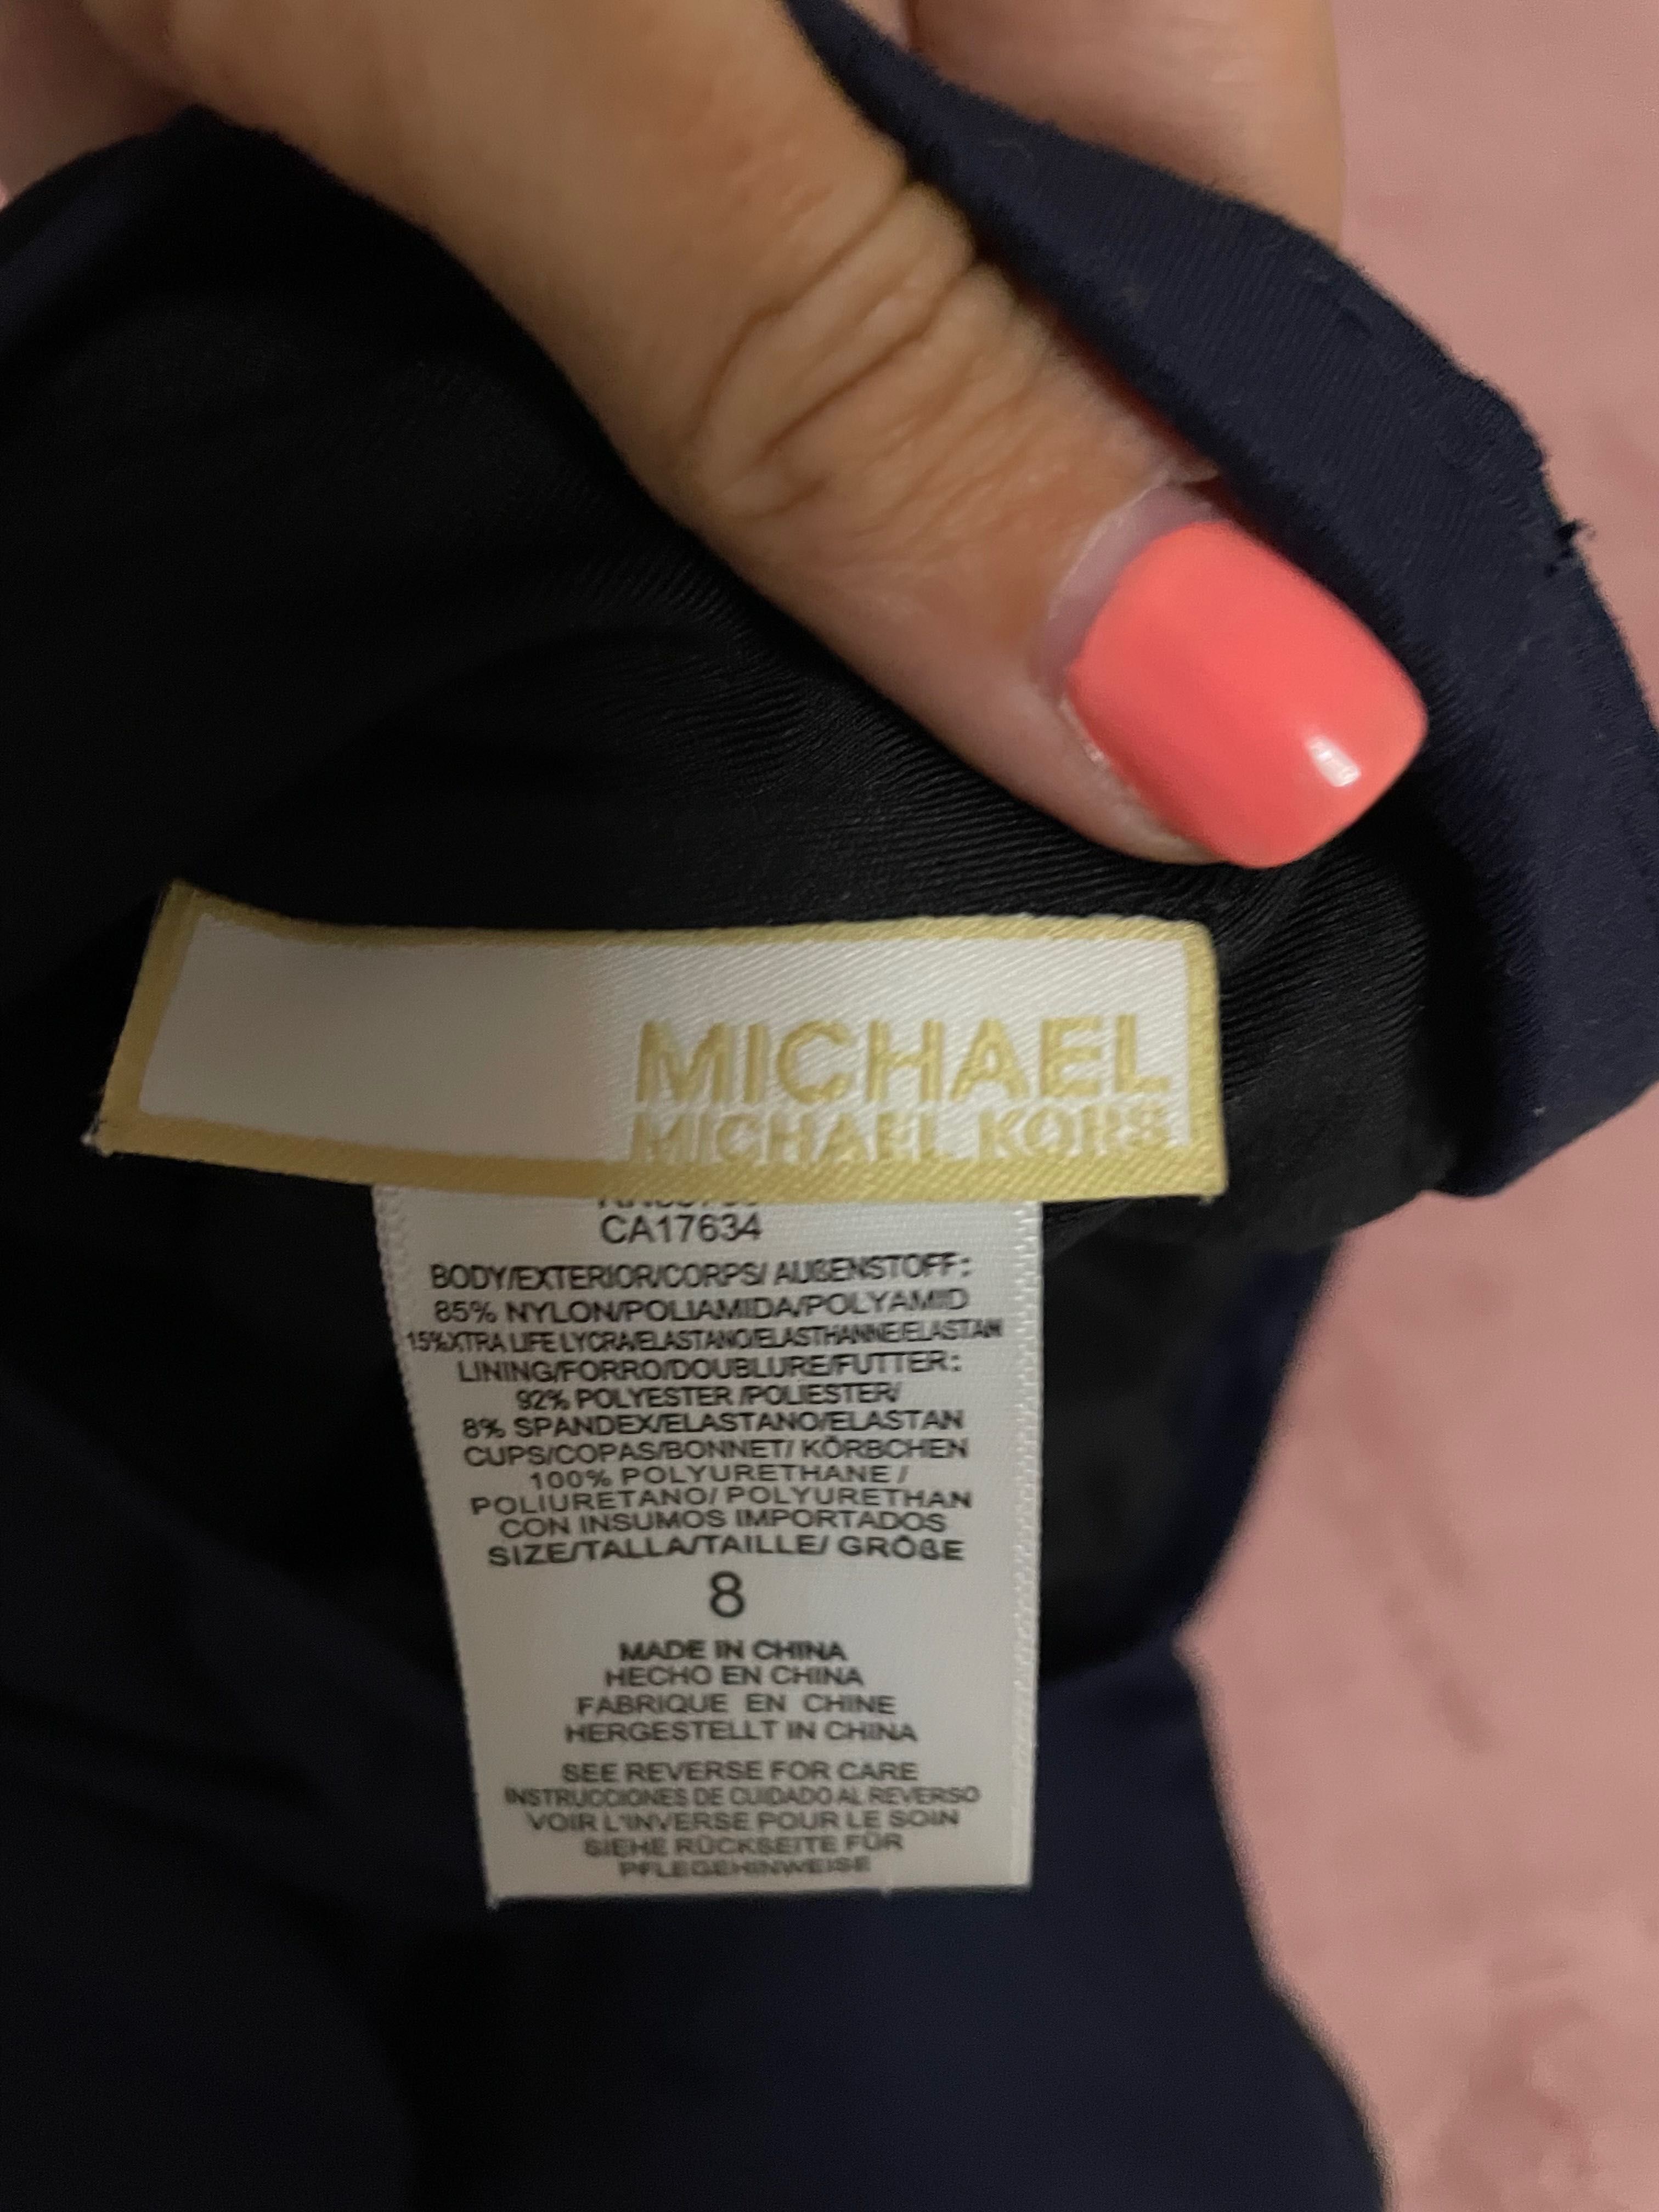 MICHAEL
MICHAEL KORS
CA17634
BODY/EXTERIOR/CORPS/ AUßENSTOFF:
85% NYLON/POLIAMIDA/POLYAMID
15%XTRA LIFE LYCRA/ELASTANO/ELASTHANNE/ELASTAN
LINING/FORRO/DOUBLURE/FUTTER:
92% POLYESTER /POLIESTER/
8% SPANDEX/ELASTANO/ELASTAN
CUPS/COPAS/BONNET/ KÖRBCHEN
100% POLYURETHANE /
POLIURETANO/ POLYURETHAN
CON INSUMOS IMPORTADOS
SIZE/TALLA/TAILLE/ GRÖßE
8
MADE IN CHINA
HECHO EN CHINA
FABRIQUE EN CHINE
HERGESTELLT IN CHINA
SEE REVERSE FOR CARE
INSTRUCCIONES DE CUIDADO AL REVERSO
VOIR L'INVERSE POUR LE SOIN
SIEHE RÜCKSEITE FÜR
PFLEGEHINWEISE